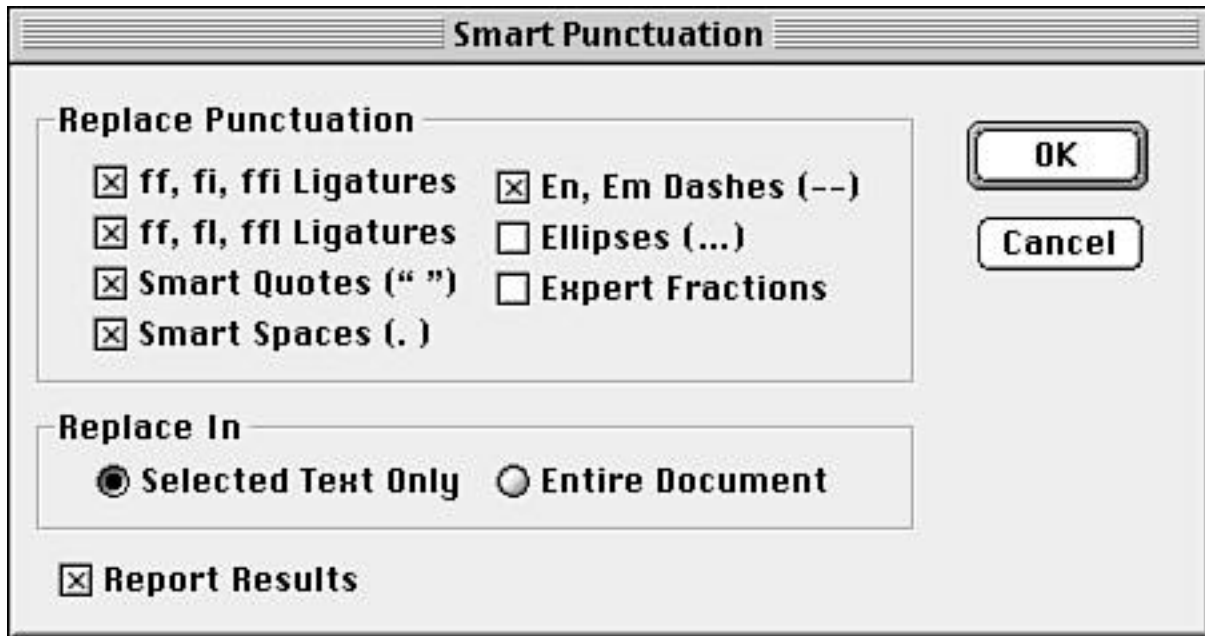 Smart Punctuation
Replace Punctuation
ff, fi, ffi Ligatures
ff, fl, ffl Ligatures
Smart Quotes (“ ”)
Smart Spaces (. )
En, Em Dashes (--)
Ellipses (...)
Expert Fractions
OK
Cancel
Replace In
Selected Text Only
Entire Document
Report Results